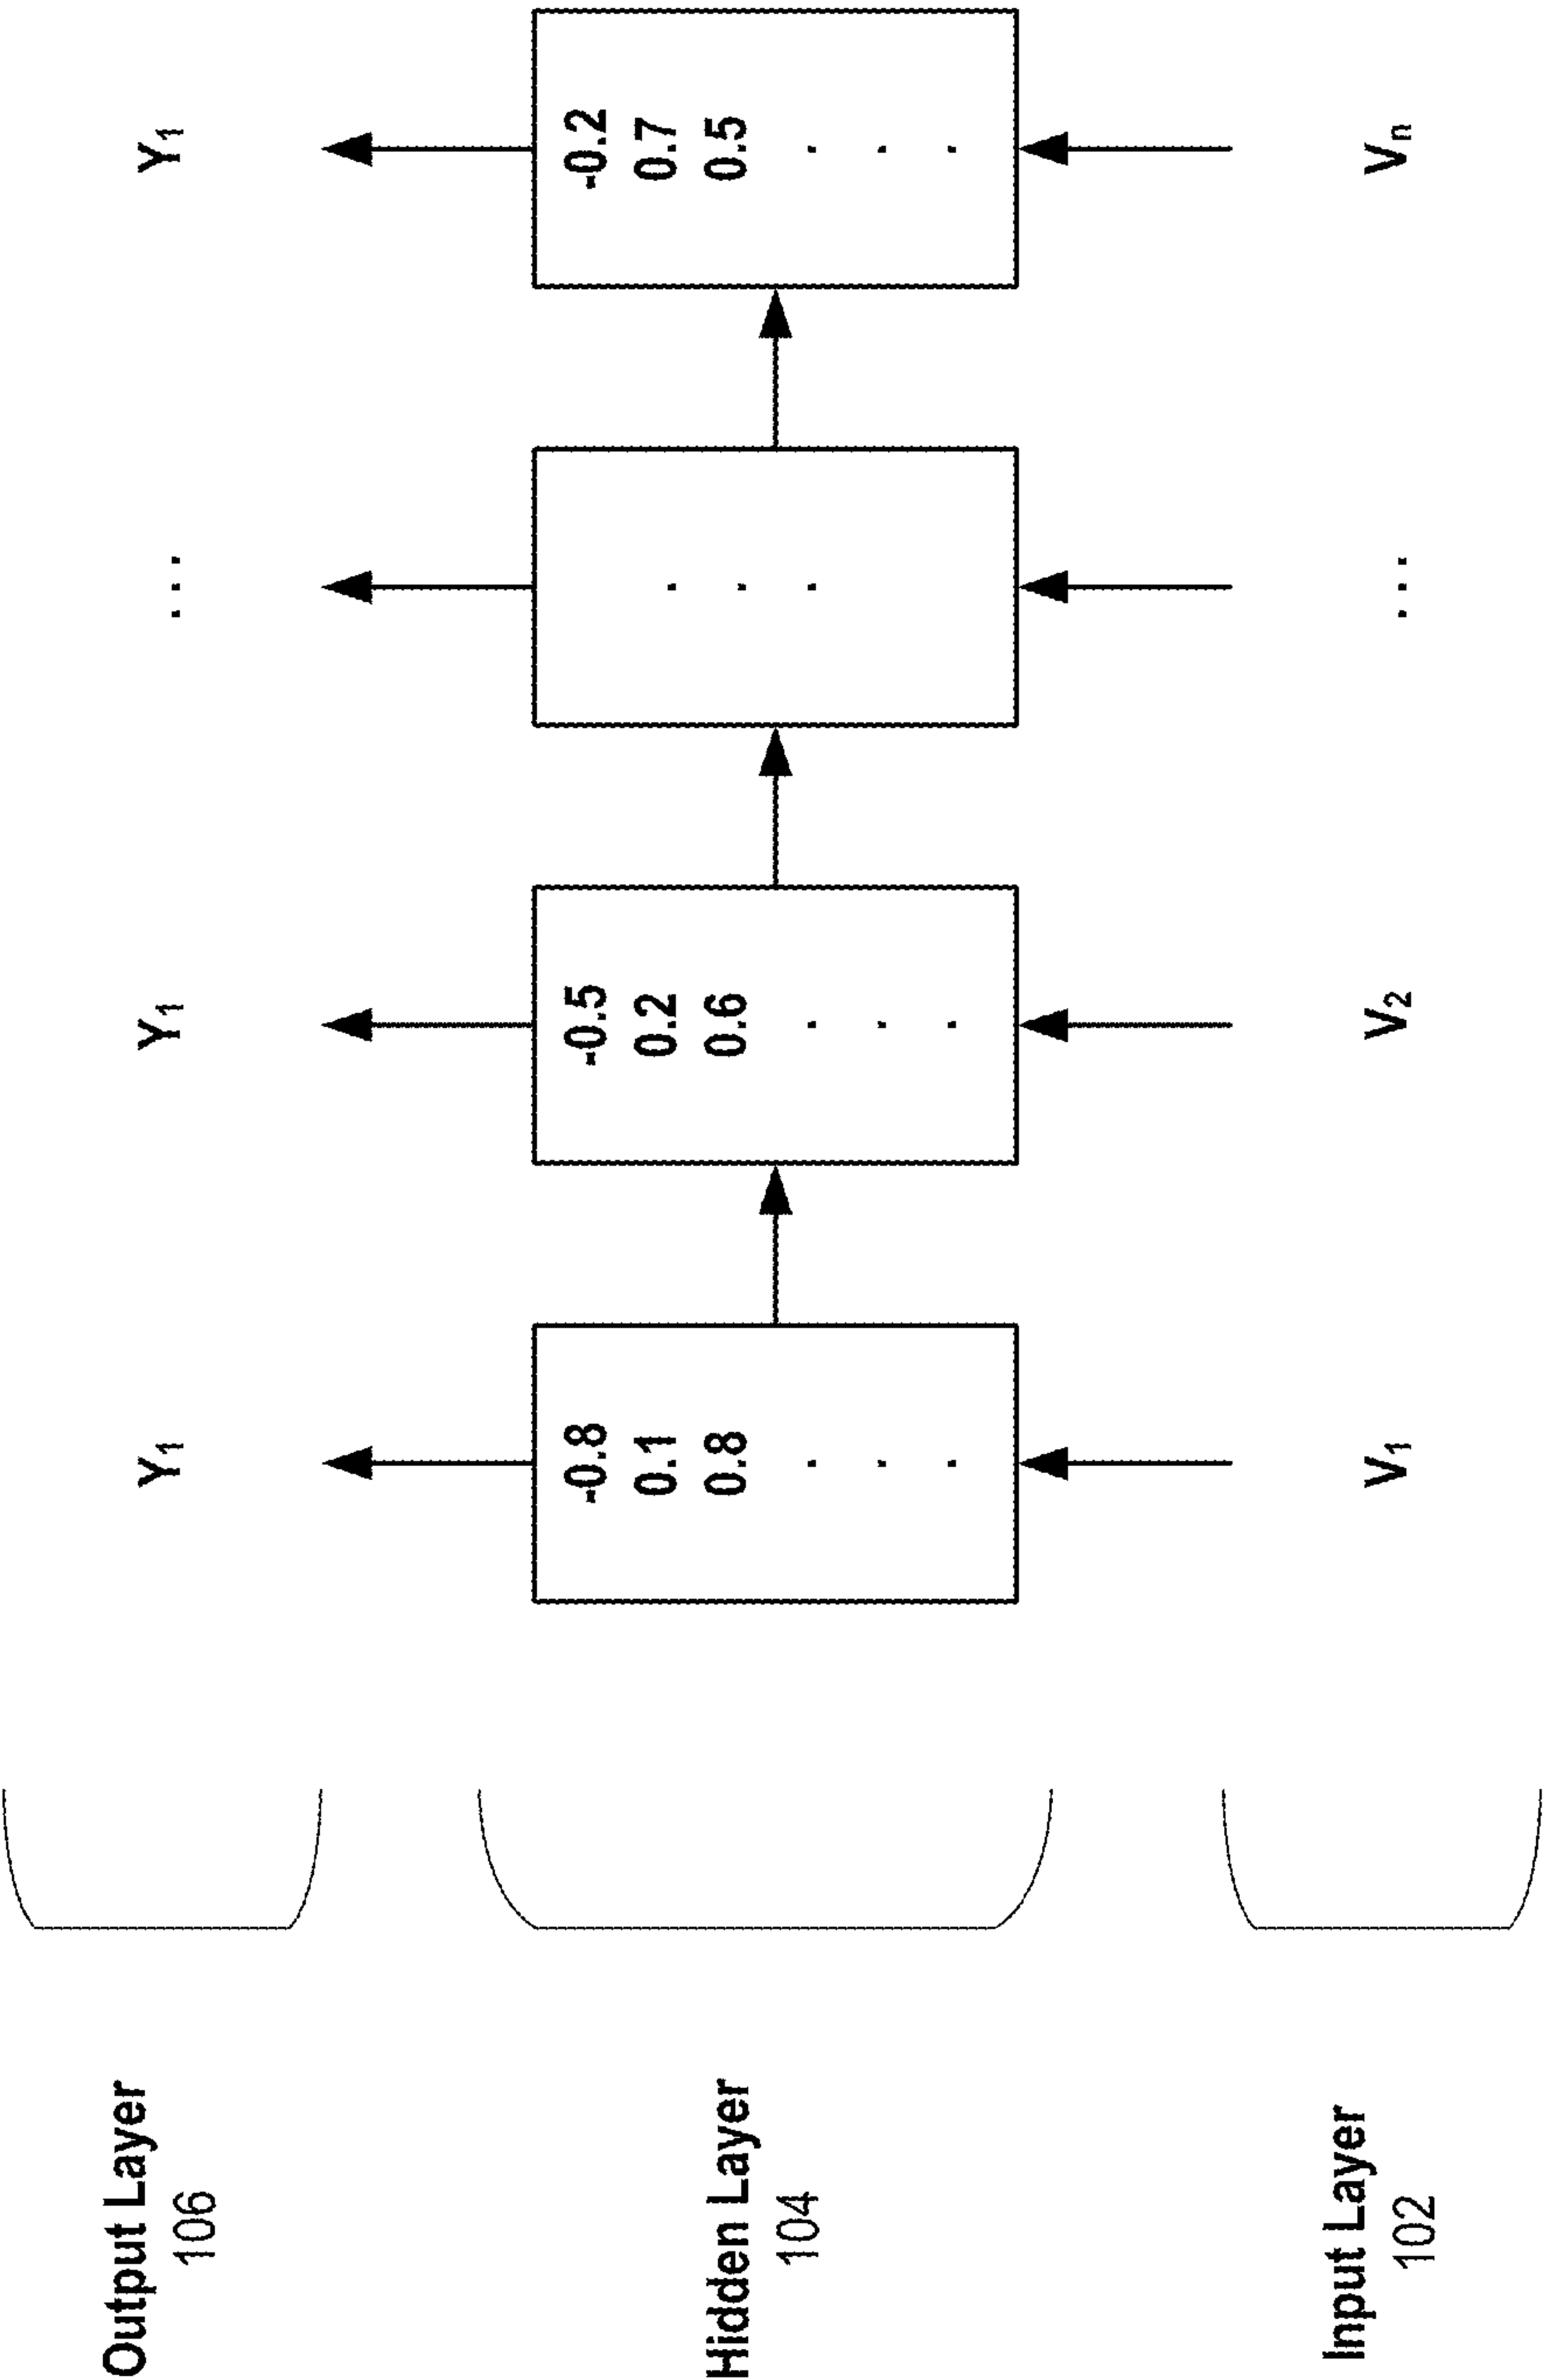 Output Layer
106
Y1
Y1
...
Y1
Hidden Layer
104
-0.8
0.1
0.8
.
.
.
-0.5
0.2
0.6
.
.
.
.
.
.
-0.2
0.7
0.5
.
.
.
Input Layer
102
V1
V2
...
Vn